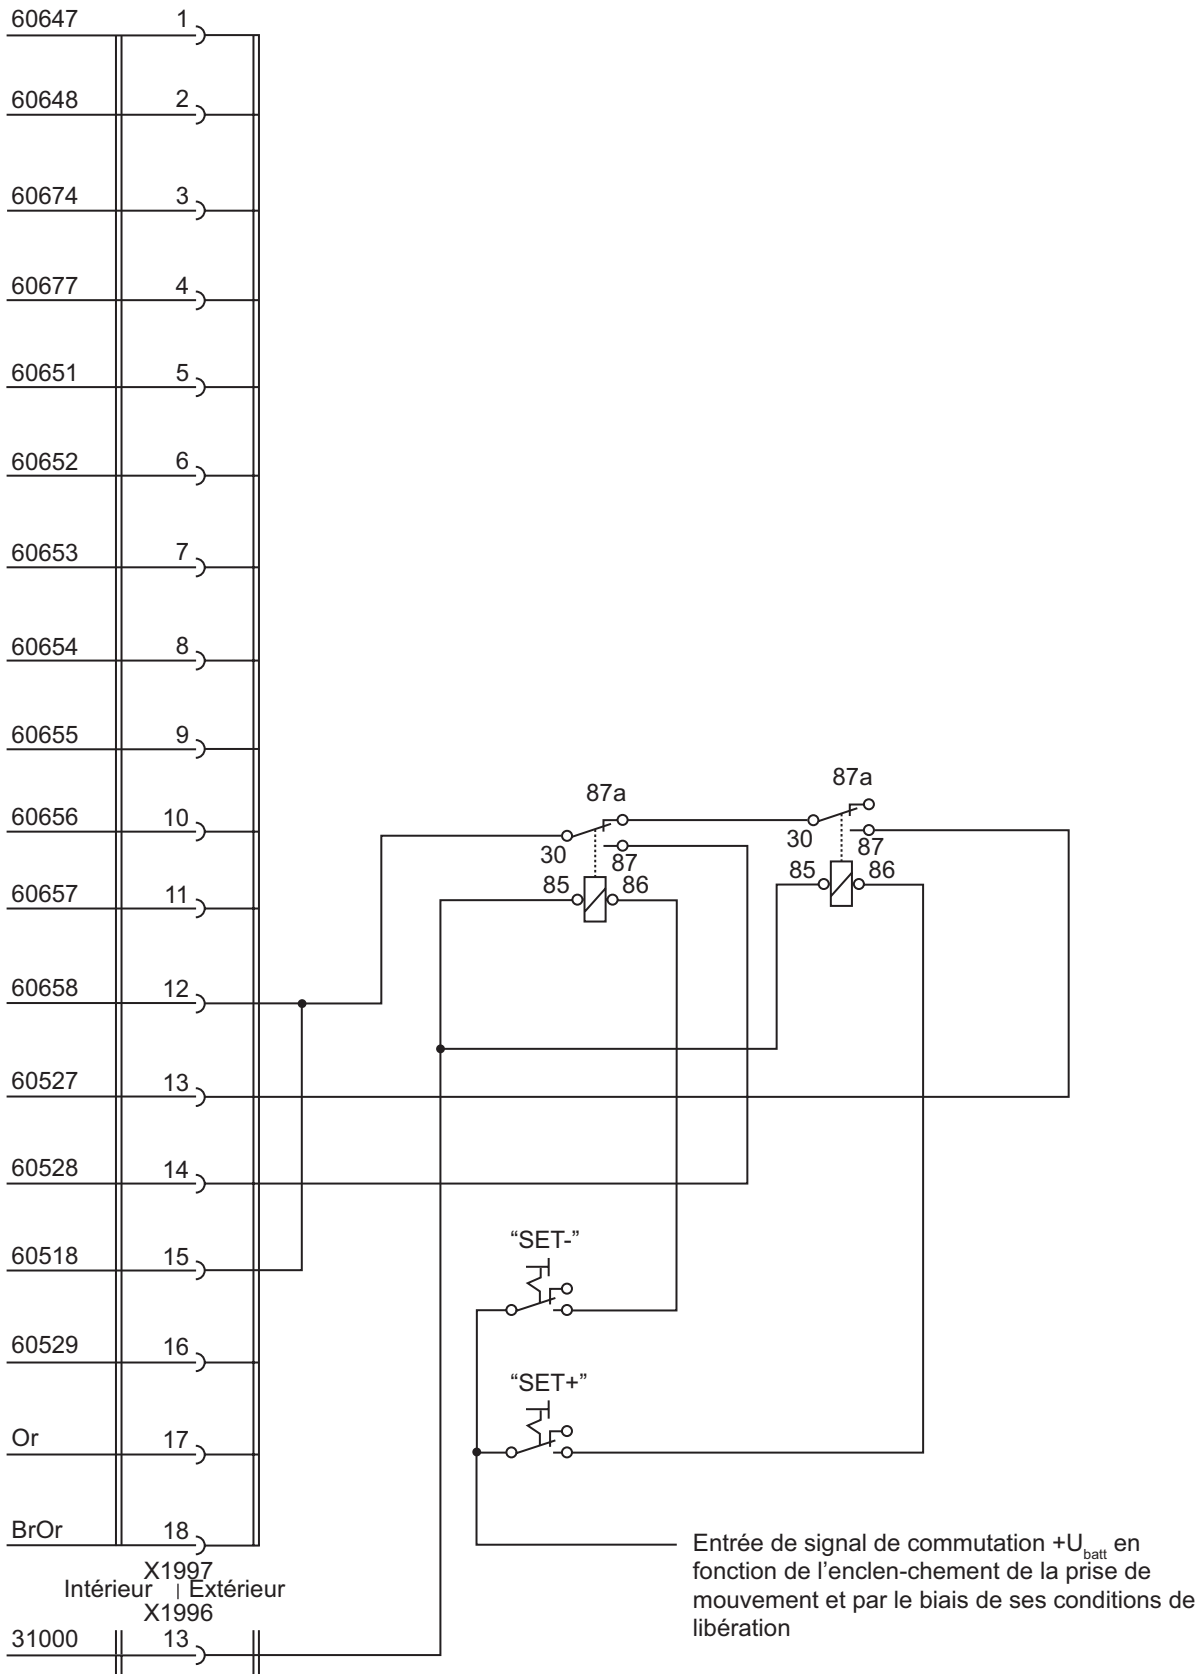 60647 1
60648 2
60674 3
60677 4
60651 5
60652 6
60653 7
60654 8
60655 9
87a
87a
60656 10
30
87
30
87
85
86
85
86
60657 11
60658 12
60527 13
60528 14
“SET-”
60518 15
60529 16
“SET+”
Or 17
BrOr 18
X1997
Intérieur | Extérieur
X1996
31000 13
Entrée de signal de commutation +Ubatt en
fonction de l’enclen-chement de la prise de
mouvement et par le biais de ses conditions de
libération